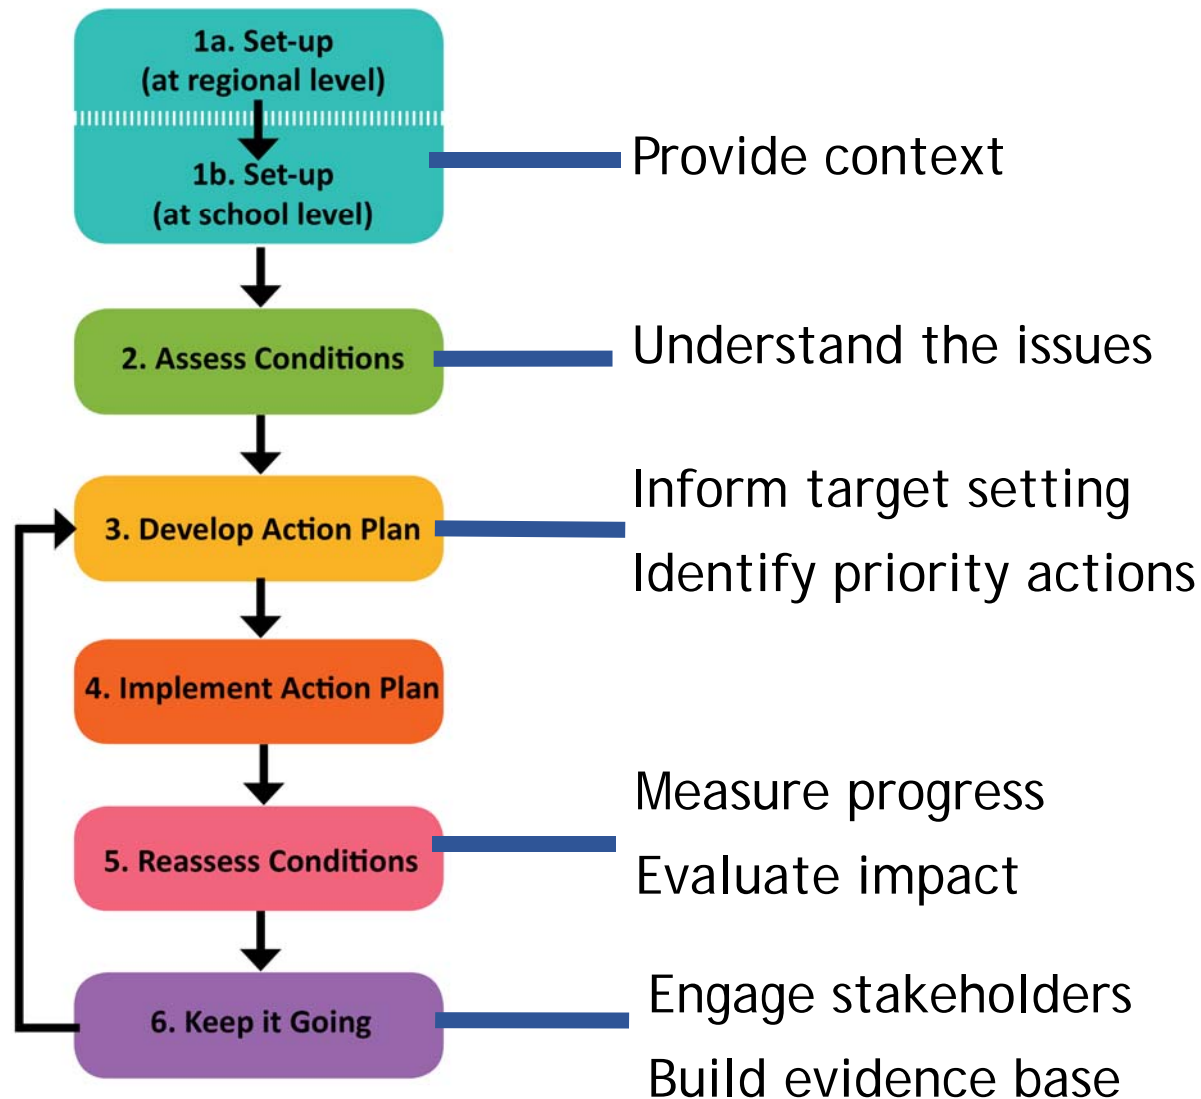 1a. Set-up
(at regional level)
1b. Set-up
(at school level)
Provide context
2. Assess Conditions
Understand the issues
3. Develop Action Plan
Inform target setting
Identify priority actions
4. Implement Action Plan
5. Reassess Conditions
Measure progress
Evaluate impact
6. Keep it Going
Engage stakeholders
Build evidence base